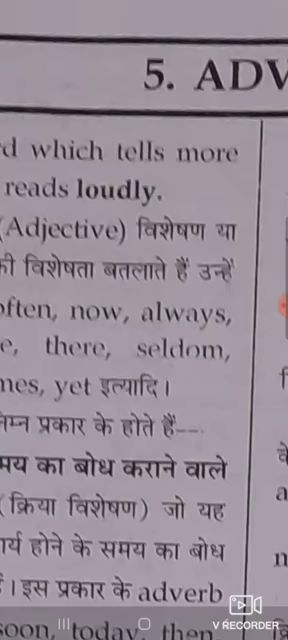 5. ADV
d which tells more
reads loudly.
(Adjective) विशेषण या
की विशेषता बतलाते हैं उन्हें
often, now, always,
e, there, seldom,
mes, yet इत्यादि।
निम्न प्रकार के होते हैं—
मय का बोध कराने वाले
(क्रिया विशेषण) जो यह
ार्य होने के समय का बोध
। इस प्रकार के adverb
soon, today, then
V RECORDER